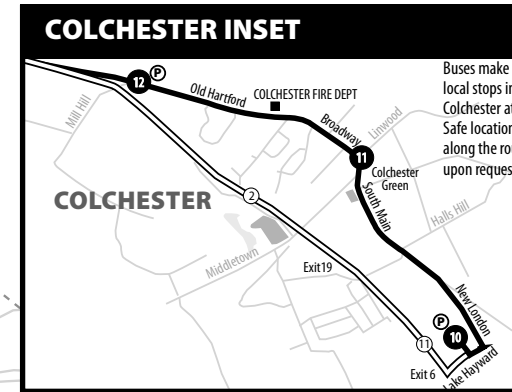 COLCHESTER INSET
Buses make
local stops in
Colchester at
Safe location
along the rou
upon reques
12
P
Old Hartford
COLCHESTER FIRE DEPT
Mill Hill
Broadway
Linwood
11
Colchester
Green
COLCHESTER
2
South Main
Halls Hill
Middletown
Exit19
New London
P
10
11
Exit 6
Lake Hayward